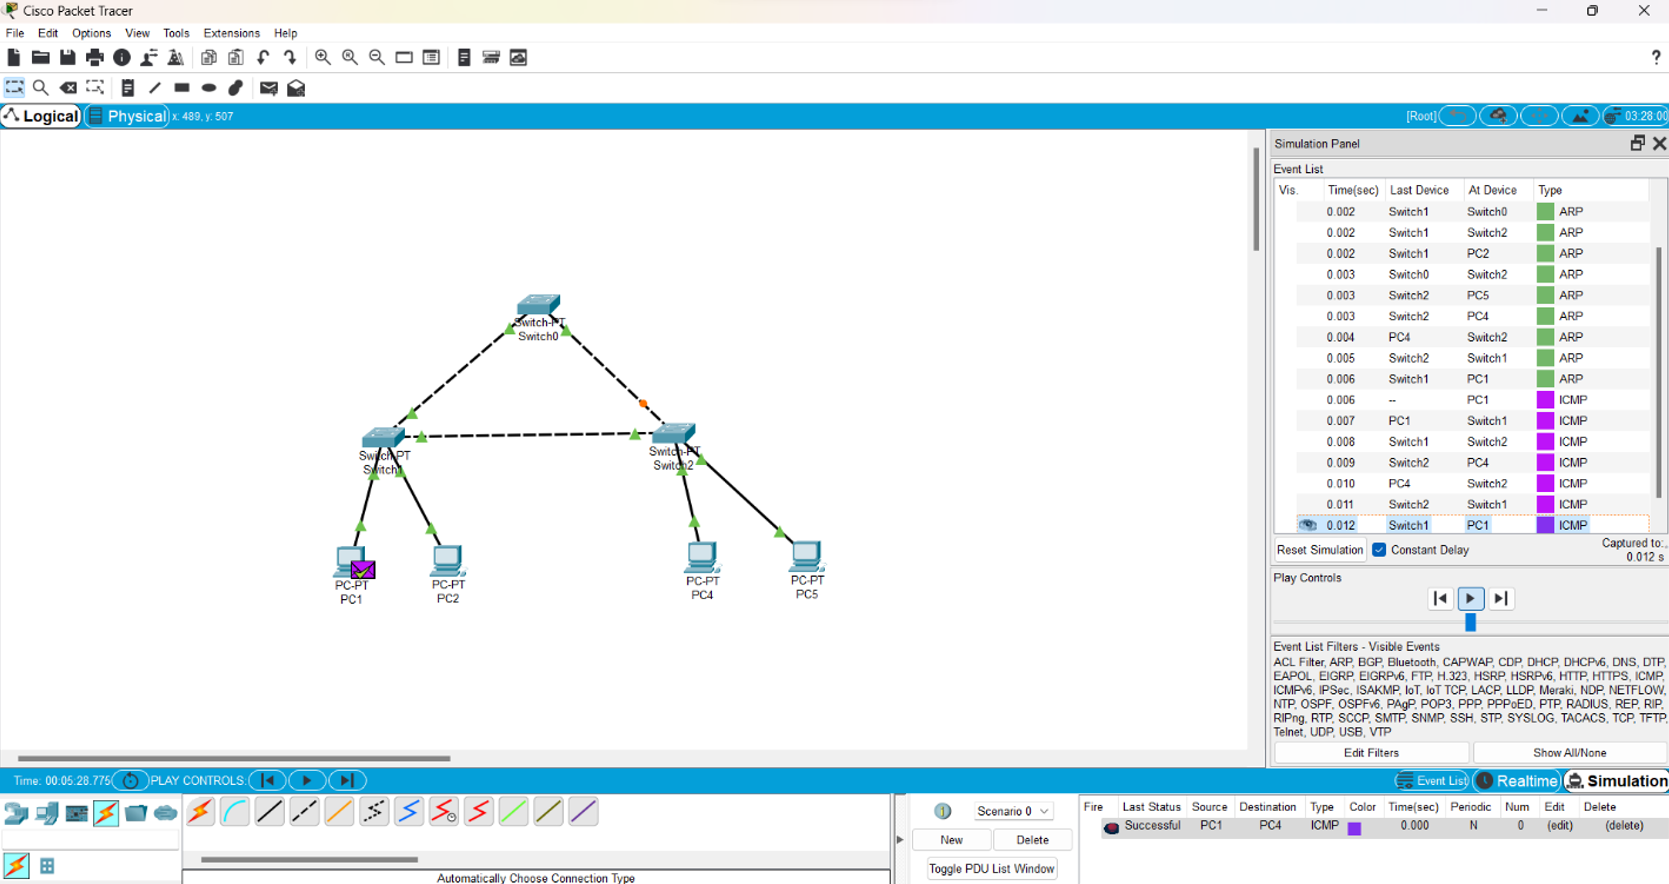 Cisco Packet Tracer
File Edit Options View Tools Extensions Help
?
Logical Physical x: 489, y: 507 [Root] 03:28:00
Simulation Panel
Event List
Vis. Time(sec) Last Device At Device Type
0.002 Switch1 Switch0 ARP
0.002 Switch1 Switch2 ARP
0.002 Switch1 PC2 ARP
0.003 Switch0 Switch2 ARP
0.003 Switch2 PC5 ARP
0.003 Switch2 PC4 ARP
0.004 PC4 Switch2 ARP
0.005 Switch2 Switch1 ARP
0.006 Switch1 PC1 ARP
0.006 -- PC1 ICMP
0.007 PC1 Switch1 ICMP
0.008 Switch1 Switch2 ICMP
0.009 Switch2 PC4 ICMP
0.010 PC4 Switch2 ICMP
0.011 Switch2 Switch1 ICMP
0.012 Switch1 PC1 ICMP
Reset Simulation Constant Delay Captured to:
0.012 s
Play Controls
Event List Filters - Visible Events
ACL Filter, ARP, BGP, Bluetooth, CAPWAP, CDP, DHCP, DHCPv6, DNS, DTP,
EAPOL, EIGRP, EIGRPv6, FTP, H.323, HSRP, HSRPv6, HTTP, HTTPS, ICMP,
ICMPv6, IPSec, ISAKMP, IoT, IoT TCP, LACP, LLDP, Meraki, NDP, NETFLOW,
NTP, OSPF, OSPFv6, PAgP, POP3, PPP, PPPoED, PTP, RADIUS, REP, RIP,
RIPng, RTP, SCCP, SMTP, SNMP, SSH, STP, SYSLOG, TACACS, TCP, TFTP,
Telnet, UDP, USB, VTP
Edit Filters Show All/None
Switch-PT
Switch0
Switch-PT
Switch1
Switch-PT
Switch2
PC-PT
PC1
PC-PT
PC2
PC-PT
PC4
PC-PT
PC5
Time: 00:05:28.775 PLAY CONTROLS: Event List Realtime Simulation
Scenario 0
New Delete
Toggle PDU List Window
Fire Last Status Source Destination Type Color Time(sec) Periodic Num Edit Delete
Successful PC1 PC4 ICMP 0.000 N 0 (edit) (delete)
Automatically Choose Connection Type